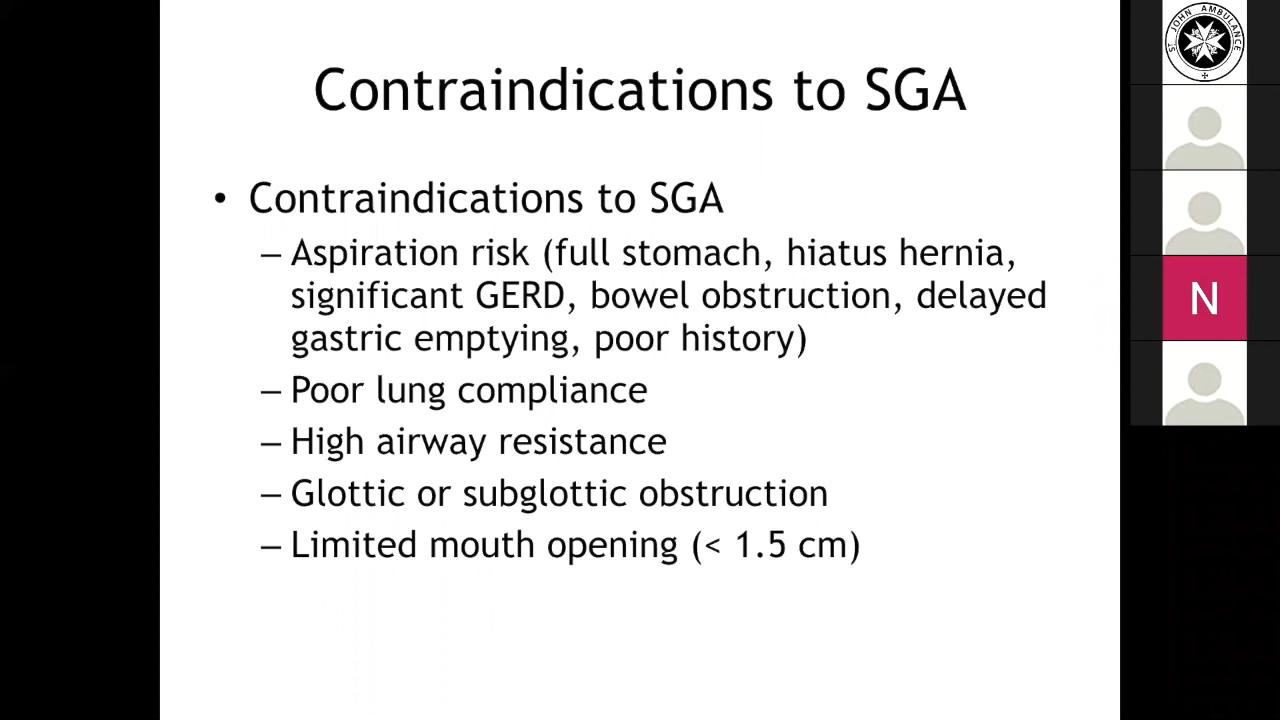 Contraindications to SGA
• Contraindications to SGA
– Aspiration risk (full stomach, hiatus hernia,
significant GERD, bowel obstruction, delayed
gastric emptying, poor history)
– Poor lung compliance
– High airway resistance
– Glottic or subglottic obstruction
– Limited mouth opening (< 1.5 cm)
ST JOHN AMBULANCE
N